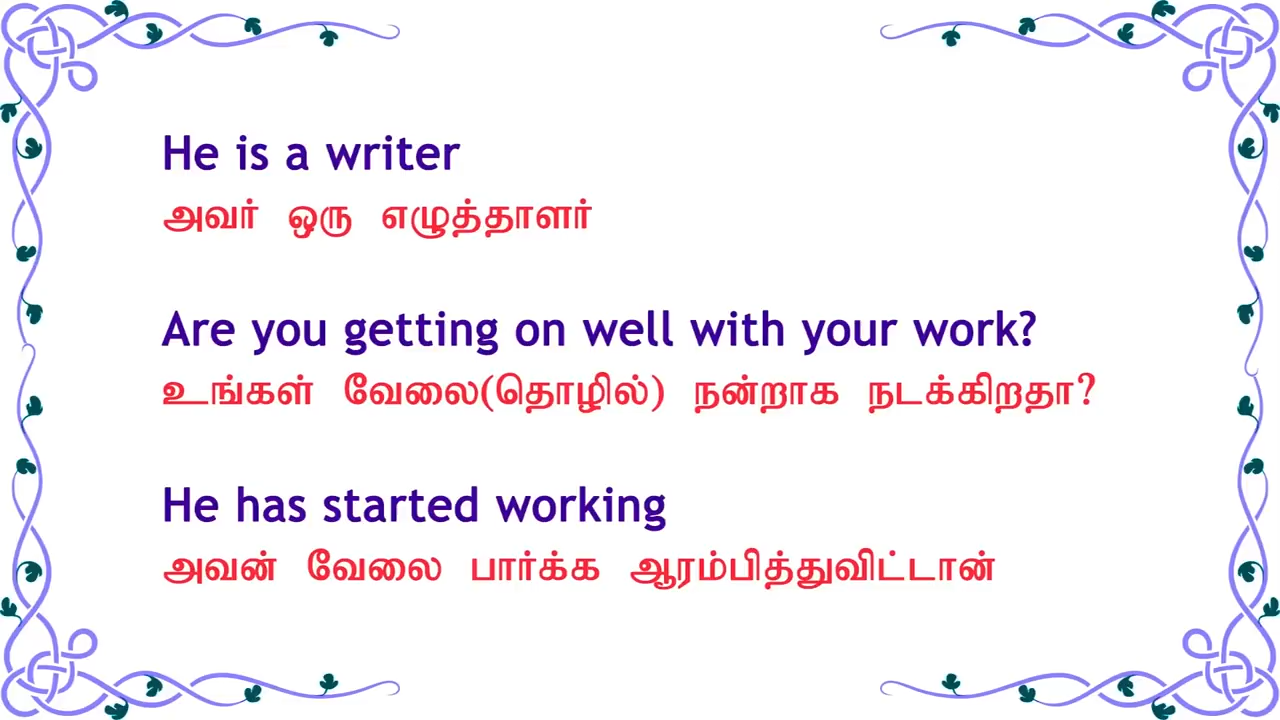 He is a writer
அவர் ஒரு எழுத்தாளர்
Are you getting on well with your work?
உங்கள் வேலை(தொழில்) நன்றாக நடக்கிறதா?
He has started working
அவன் வேலை பார்க்க ஆரம்பித்துவிட்டான்